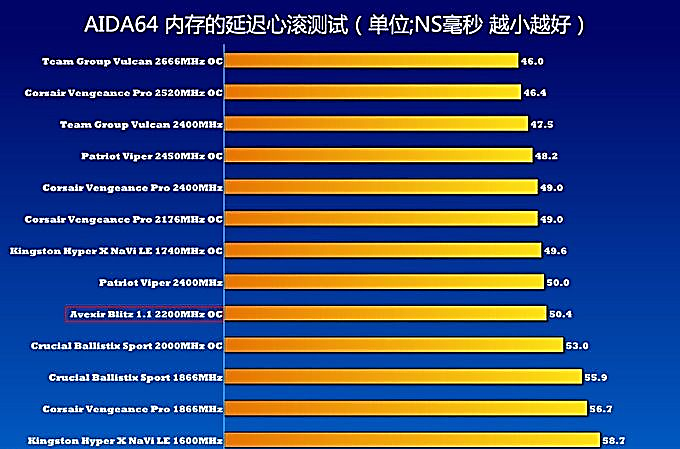 AIDA64 内存的延迟心滚测试（单位;NS毫秒 越小越好）
Team Group Vulcan 2666MHz OC 46.0
Corsair Vengeance Pro 2520MHz OC 46.4
Team Group Vulcan 2400MHz 47.5
Patriot Viper 2450MHz OC 48.2
Corsair Vengeance Pro 2400MHz 49.0
Corsair Vengeance Pro 2176MHz OC 49.0
Kingston Hyper X NaVi LE 1740MHz OC 49.6
Patriot Viper 2400MHz 50.0
Avexir Blitz 1.1 2200MHz OC 50.4
Crucial Ballistix Sport 2000MHz OC 53.0
Crucial Ballistix Sport 1866MHz 55.9
Corsair Vengeance Pro 1866MHz 56.7
Kingston Hyper X NaVi LE 1600MHz 58.7